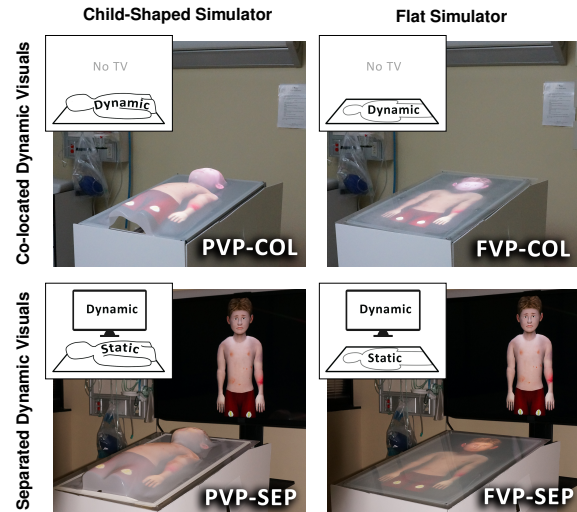 Child-Shaped Simulator
Flat Simulator
Co-located Dynamic Visuals
No TV
Dynamic
PVP-COL
No TV
Dynamic
FVP-COL
Separated Dynamic Visuals
Dynamic
Static
PVP-SEP
Dynamic
Static
FVP-SEP